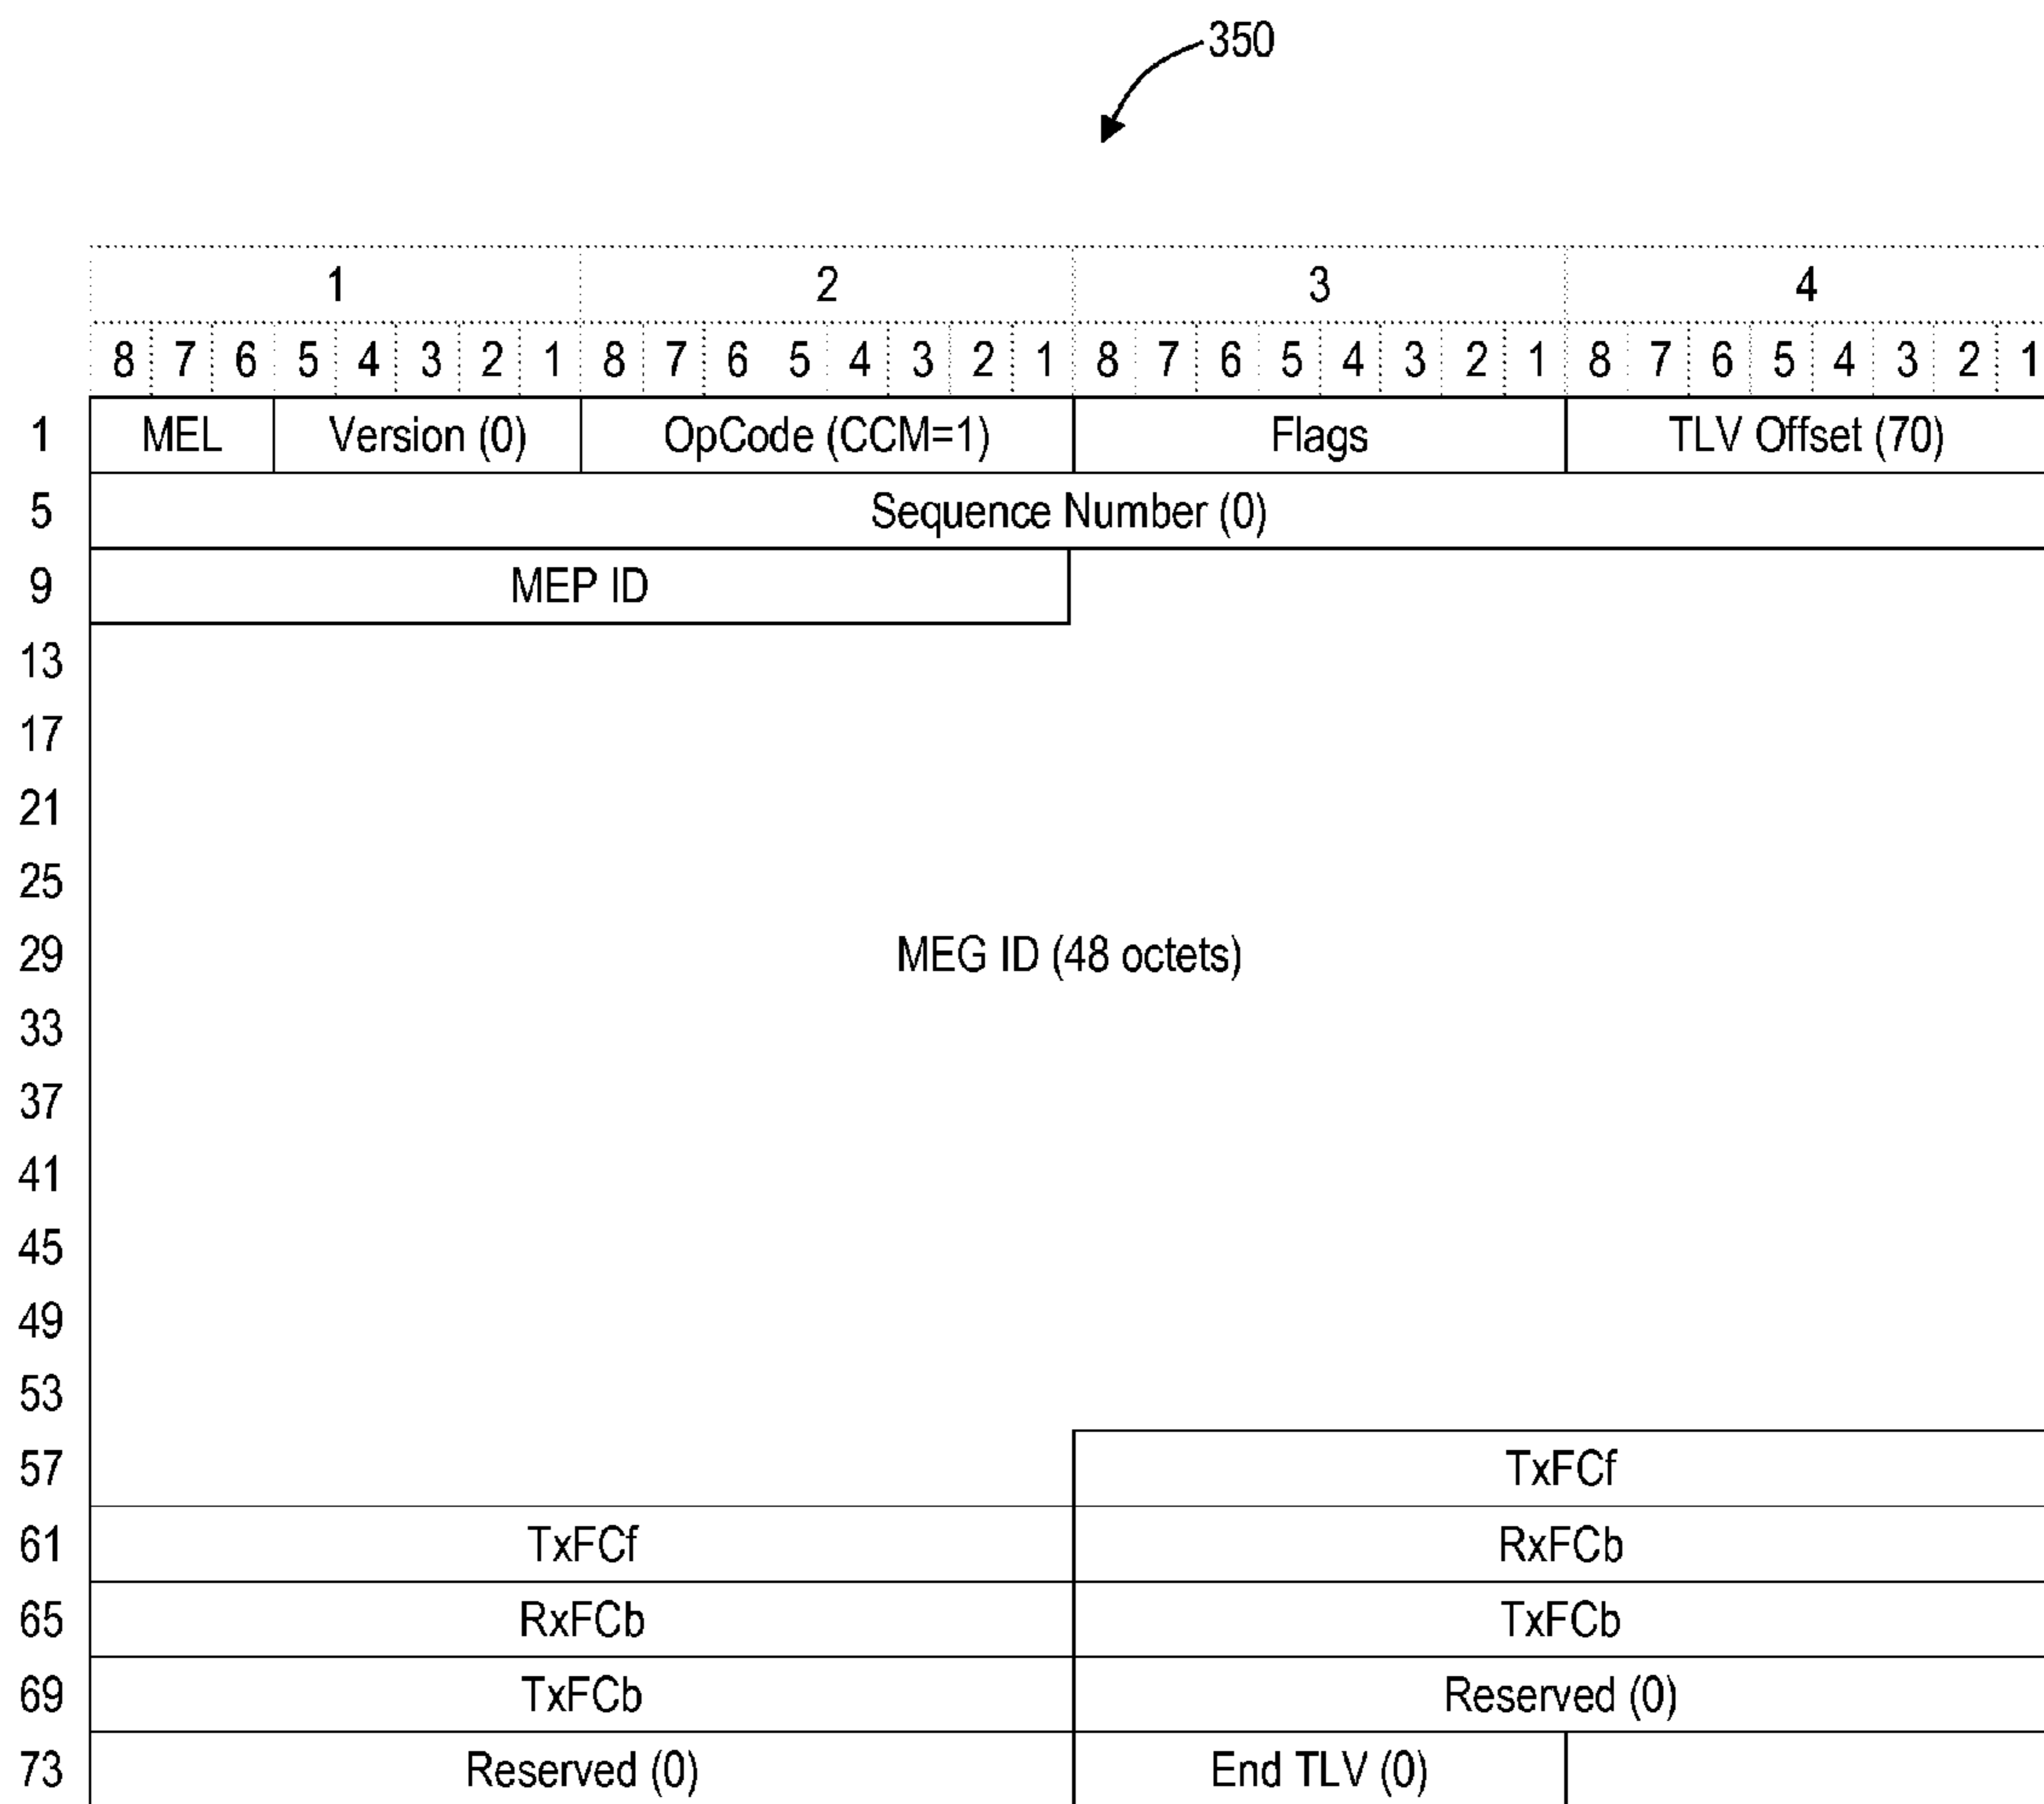 350
1 2 3 4
8 7 6 5 4 3 2 1 8 7 6 5 4 3 2 1 8 7 6 5 4 3 2 1 8 7 6 5 4 3 2 1
1 MEL Version (0) OpCode (CCM=1) Flags TLV Offset (70)
5 Sequence Number (0)
9 MEP ID
13
17
21
25
29 MEG ID (48 octets)
33
37
41
45
49
53
57 TxFCf
61 TxFCf RxFCb
65 RxFCb TxFCb
69 TxFCb Reserved (0)
73 Reserved (0) End TLV (0)